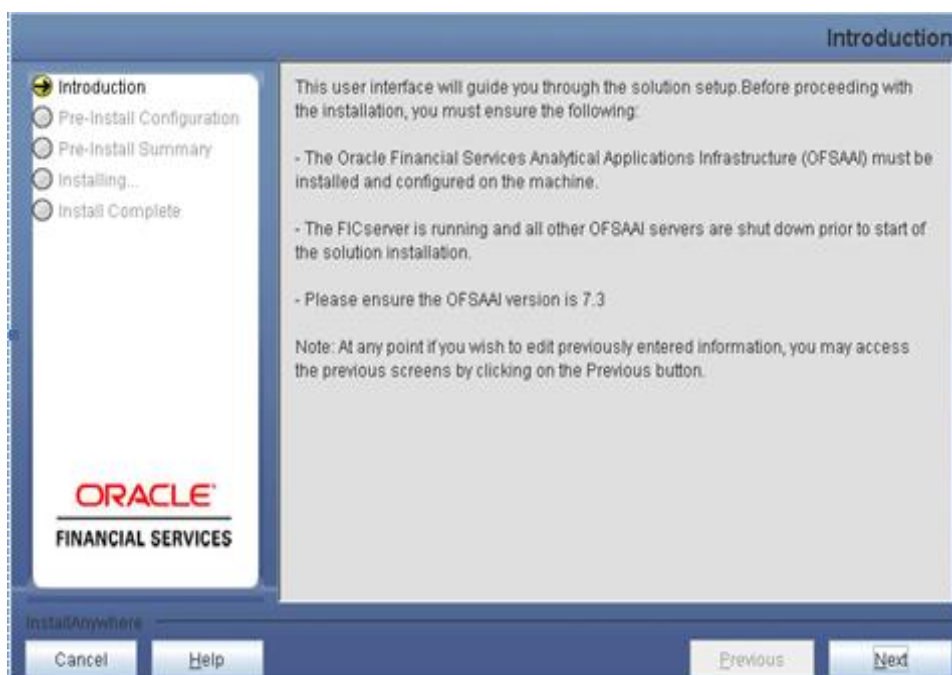 Introduction
Introduction
Pre-Install Configuration
Pre-Install Summary
Installing...
Install Complete
ORACLE
FINANCIAL SERVICES
This user interface will guide you through the solution setup.Before proceeding with
the installation, you must ensure the following:
- The Oracle Financial Services Analytical Applications Infrastructure (OFSAAI) must be
installed and configured on the machine.
- The FICserver is running and all other OFSAAI servers are shut down prior to start of
the solution installation.
- Please ensure the OFSAAI version is 7.3
Note: At any point if you wish to edit previously entered information, you may access
the previous screens by clicking on the Previous button.
InstallAnywhere
Cancel
Help
Previous
Next